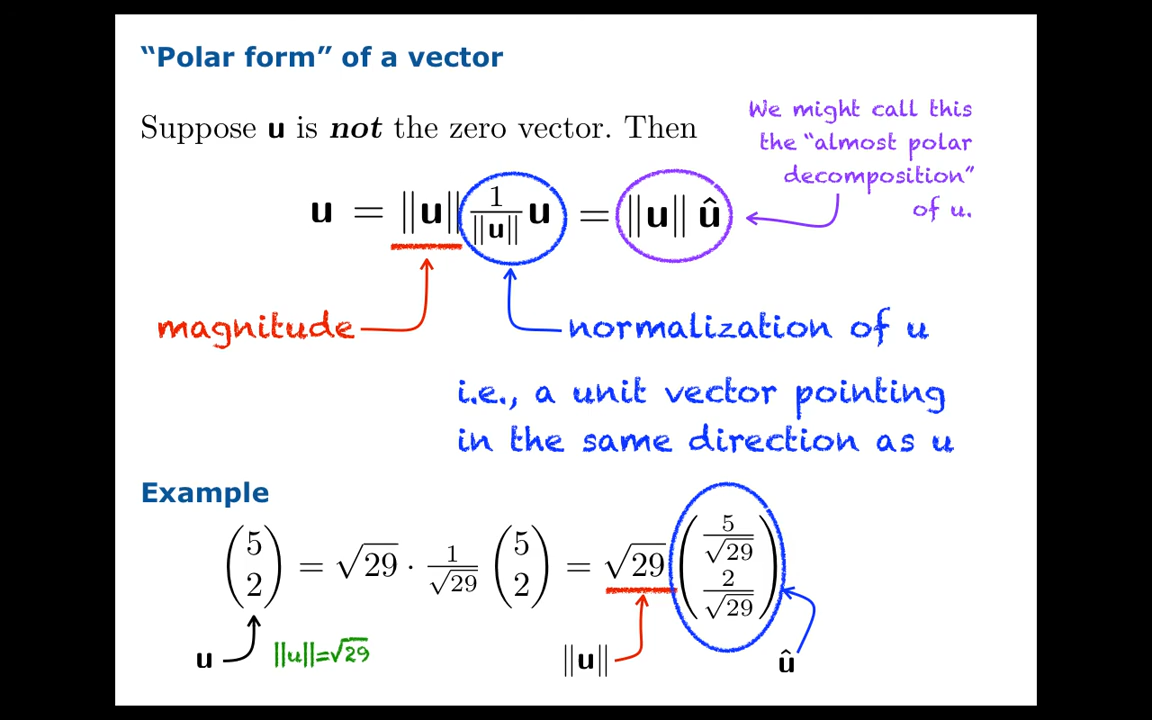 “Polar form” of a vector
Suppose u is not the zero vector. Then
We might call this
the “almost polar
decomposition”
of u.
u = ||u|| 1/||u|| u = ||u|| û
magnitude
normalization of u
i.e., a unit vector pointing
in the same direction as u
Example
(5 2) = √29 · 1/√29 (5 2) = √29 (5/√29 2/√29)
u
||u||=√29
||u||
û